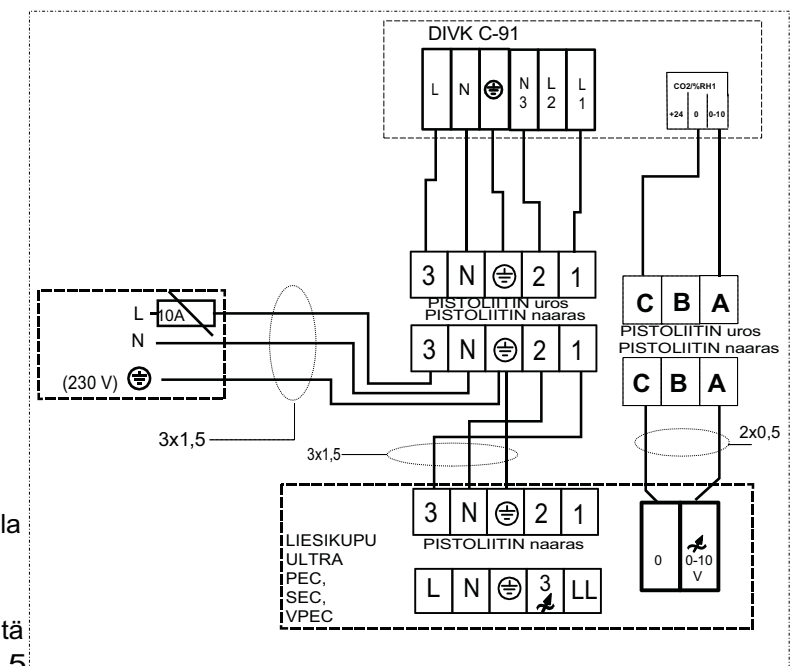 DIVK C-91
L N N L L
3 2 1
CO2/%RH1
+24 0 0-10
3 N 2 1
PISTOLIITIN uros
PISTOLIITIN naaras
3 N 2 1
C B A
PISTOLIITIN uros
PISTOLIITIN naaras
C B A
L 10A
N
(230 V)
3x1,5
3x1,5
2x0,5
la
tä
5
LIESIKUPU
ULTRA
PEC,
SEC,
VPEC
3 N 2 1
PISTOLIITIN naaras
L N 3 LL
0 0-10
V